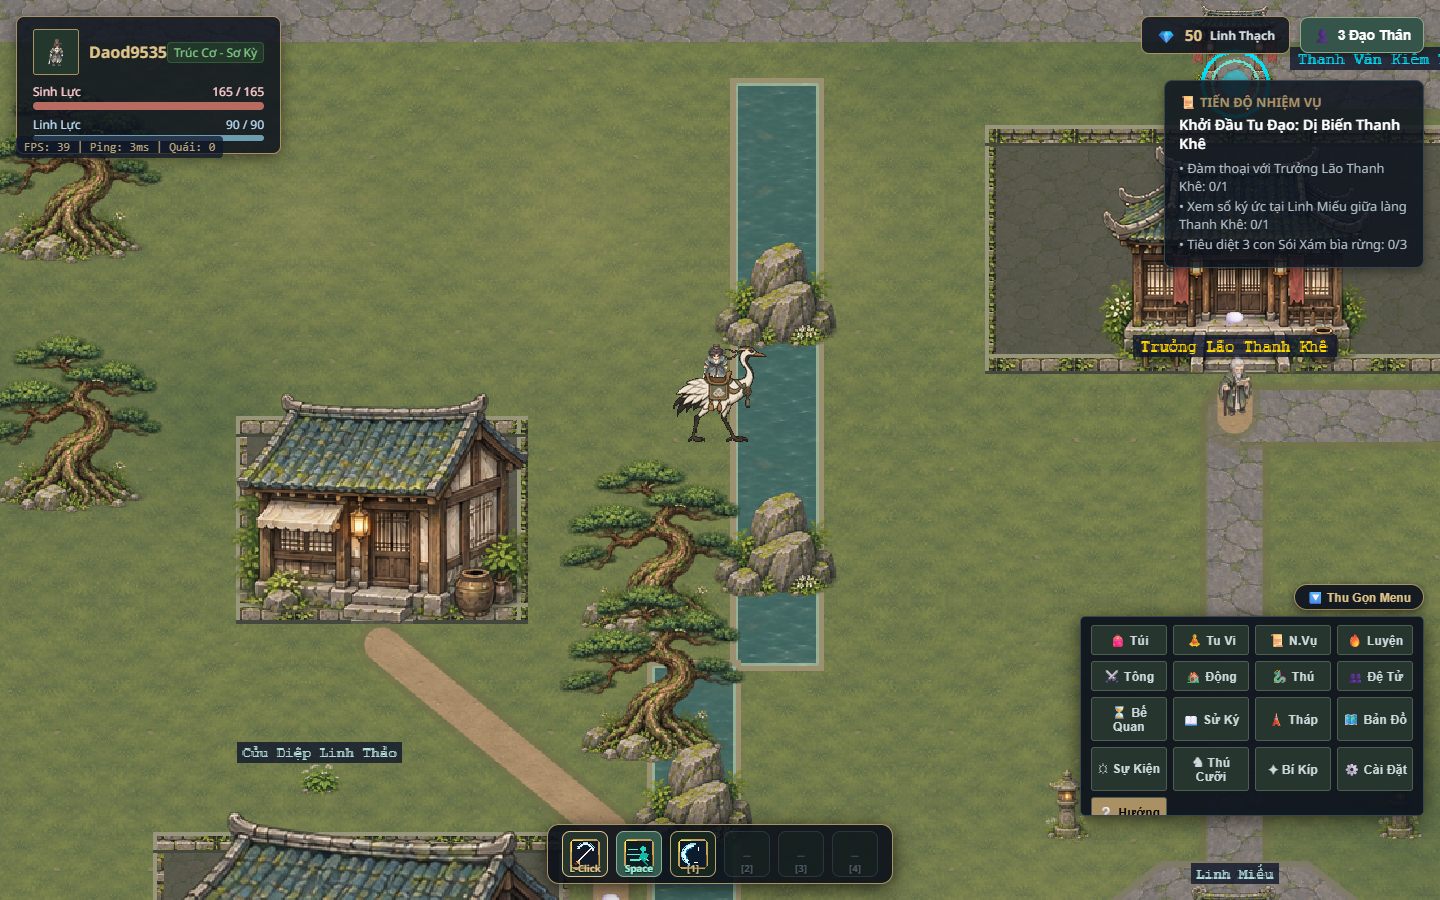 Daod9535 Trúc Cơ - Sơ Kỳ
Sinh Lực 165 / 165
Linh Lực 90 / 90
FPS: 39 | Ping: 3ms | Quái: 0
50 Linh Thạch
3 Đạo Thân
Thanh Vân Kiếm
TIẾN ĐỘ NHIỆM VỤ
Khởi Đầu Tu Đạo: Dị Biến Thanh
Khê
• Đàm thoại với Trưởng Lão Thanh
Khê: 0/1
• Xem sổ ký ức tại Linh Miếu giữa làng
Thanh Khê: 0/1
• Tiêu diệt 3 con Sói Xám bìa rừng: 0/3
Trưởng Lão Thanh Khê
Cửu Diệp Linh Thảo
Thu Gọn Menu
Túi Tu Vi N.Vụ Luyện
Tông Động Thú Đệ Tử
Bế
Quan Sử Ký Tháp Bản Đồ
Sự Kiện Thú
Cưỡi Bí Kíp Cài Đặt
? Hướng
L-Click Space [1] [2] [3] [4]
Linh Miếu